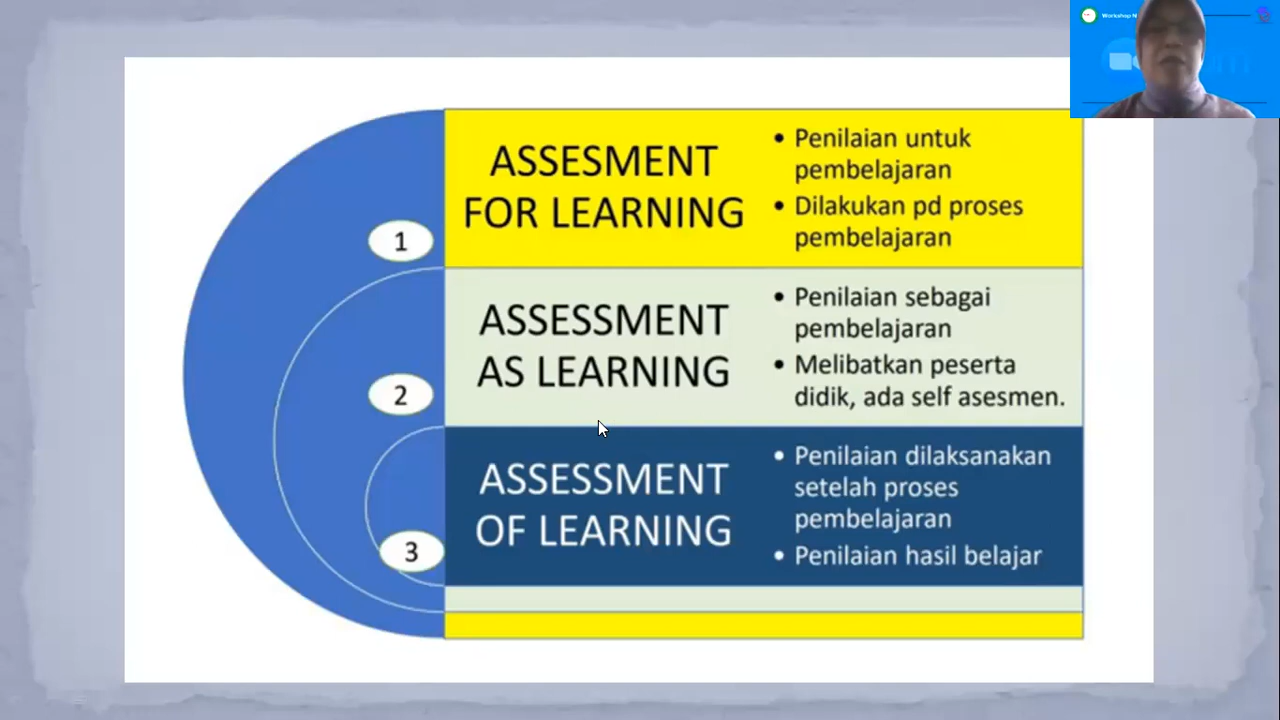 Workshop
ASSESMENT
FOR LEARNING
• Penilaian untuk
pembelajaran
• Dilakukan pd proses
pembelajaran
1
ASSESSMENT
AS LEARNING
• Penilaian sebagai
pembelajaran
• Melibatkan peserta
didik, ada self asesmen.
2
ASSESSMENT
OF LEARNING
• Penilaian dilaksanakan
setelah proses
pembelajaran
• Penilaian hasil belajar
3